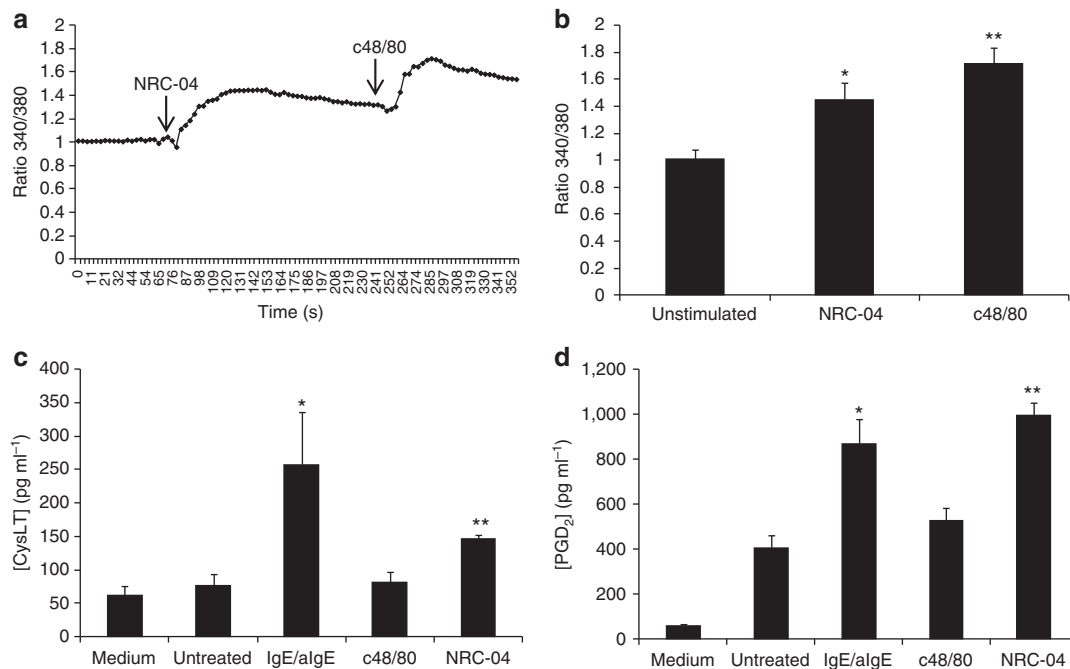 a
2
1.8
1.6
1.4
1.2
1
0.8
0.6
0.4
0.2
0
Ratio 340/380
NRC-04
c48/80
0 11 21 32 44 54 65 76 87 98 109 120 131 142 153 164 175 186 197 208 219 230 241 252 264 274 285 297 308 319 330 341 352
Time (s)
b
2
1.8
1.6
1.4
1.2
1
0.8
0.6
0.4
0.2
0
Ratio 340/380
*
**
Unstimulated NRC-04 c48/80
c
400
350
300
250
200
150
100
50
0
[CysLT] (pg ml⁻¹)
*
**
Medium Untreated IgE/aIgE c48/80 NRC-04
d
1,200
1,000
800
600
400
200
0
[PGD₂] (pg ml⁻¹)
*
**
Medium Untreated IgE/aIgE c48/80 NRC-04